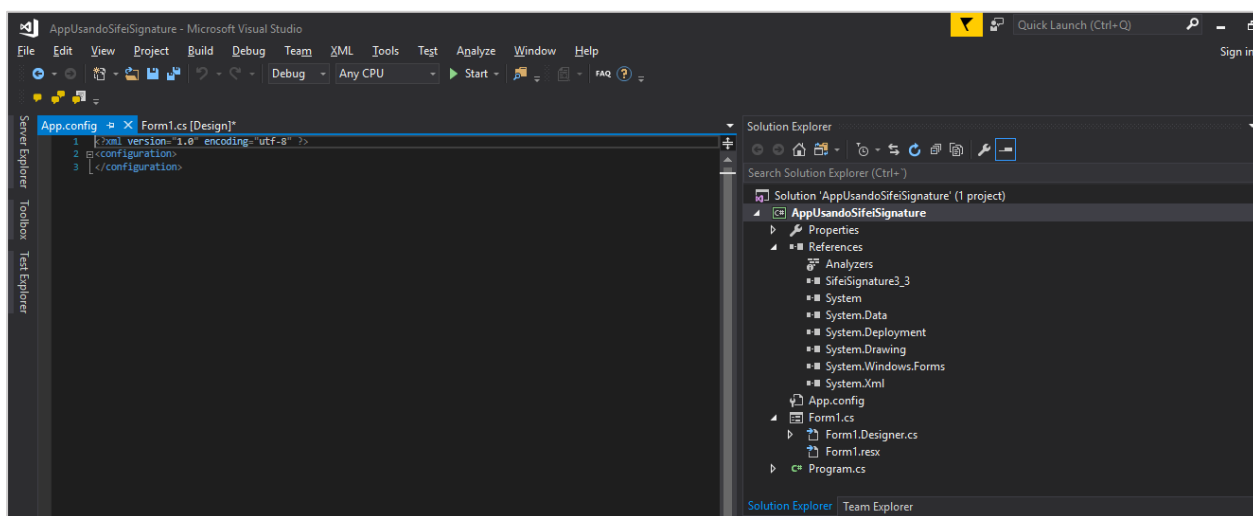 AppUsandoSifeiSignature - Microsoft Visual Studio
Quick Launch (Ctrl+Q)
File Edit View Project Build Debug Team XML Tools Test Analyze Window Help
Sign in
Debug Any CPU Start FAQ
Server Explorer
Toolbox
Test Explorer
App.config Form1.cs [Design]*
1 <?xml version="1.0" encoding="utf-8" ?>
2 <configuration>
3 </configuration>
Solution Explorer
Search Solution Explorer (Ctrl+`)
Solution 'AppUsandoSifeiSignature' (1 project)
C# AppUsandoSifeiSignature
Properties
References
Analyzers
SifeiSignature3_3
System
System.Data
System.Deployment
System.Drawing
System.Windows.Forms
System.Xml
App.config
Form1.cs
Form1.Designer.cs
Form1.resx
C# Program.cs
Solution Explorer Team Explorer